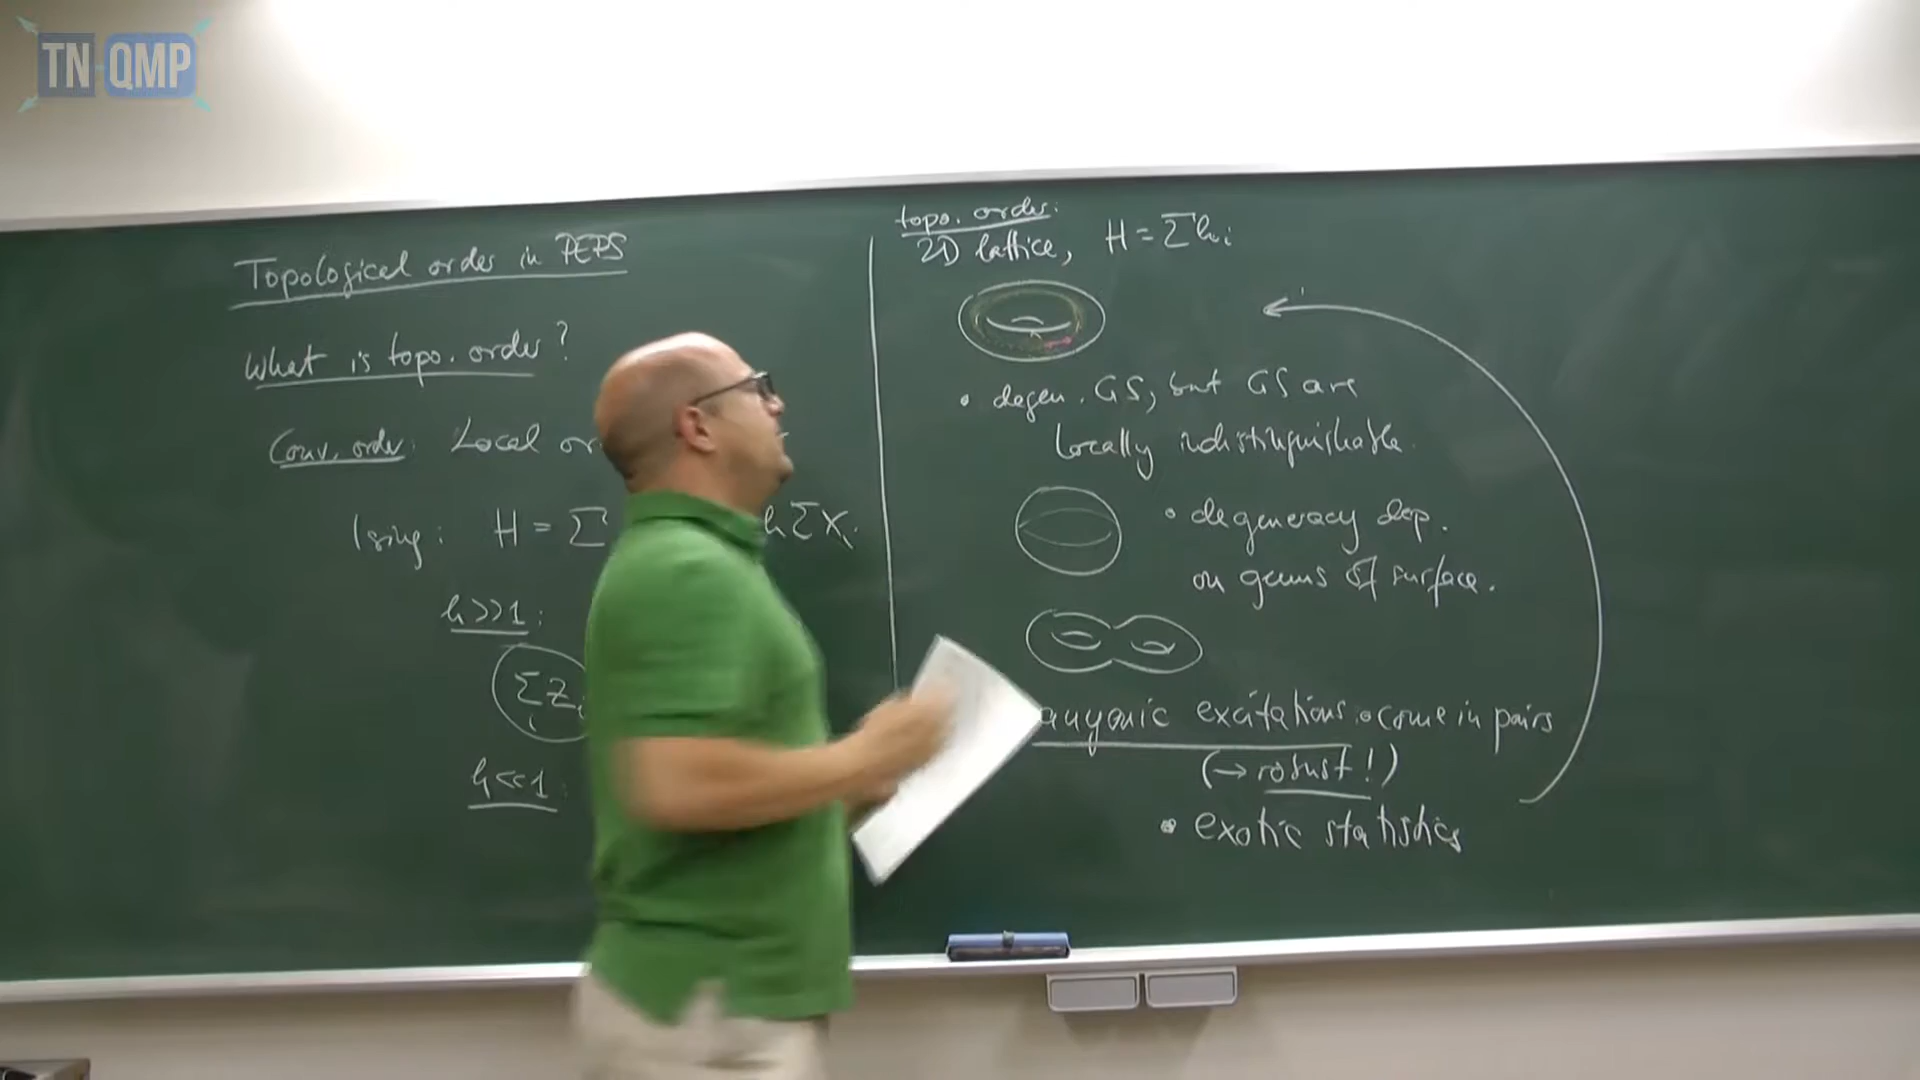 TN QMP
Topological order in PEPS
What is topo. order?
Conv. order: Local or
Ising: H = Σ h Σ Xᵢ
h>>1:
Σ Zᵢ
h<<1:
topo. order:
2D lattice, H = Σ hᵢ
• degen. GS, but GS are
locally indistinguishable.
• degeneracy dep.
on genus of surface.
anyonic excitations: • come in pairs
(→ robust!)
• exotic statistics